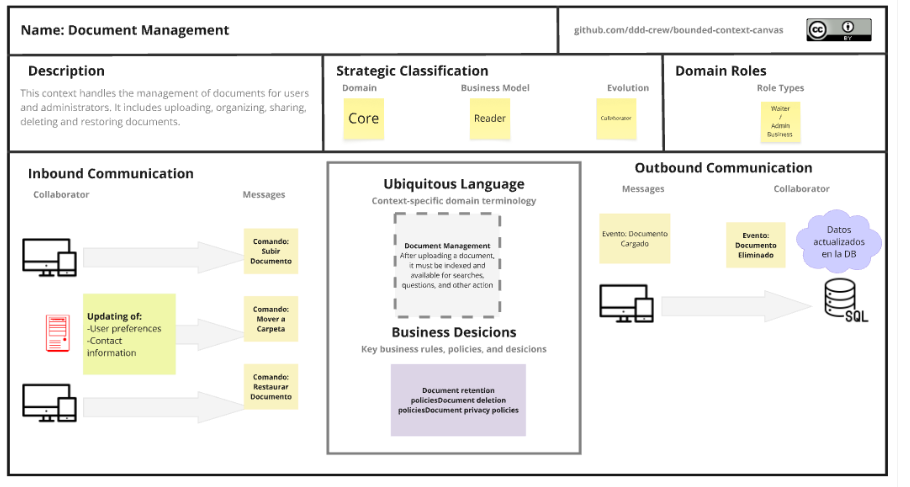 Name: Document Management
github.com/ddd-crew/bounded-context-canvas
cc
BY
Description
This context handles the management of documents for users
and administrators. It includes uploading, organizing, sharing,
deleting and restoring documents.
Strategic Classification
Domain
Business Model
Evolution
Core
Reader
Collaborator
Domain Roles
Role Types
Waiter
/
Admin
Business
Inbound Communication
Collaborator
Messages
Comando:
Subir
Documento
Updating of:
-User preferences
-Contact
information
Comando:
Mover a
Carpeta
Comando:
Restaurar
Documento
Ubiquitous Language
Context-specific domain terminology
Document Management
After uploading a document,
it must be indexed and
available for searches,
questions, and other action
Business Desicions
Key business rules, policies, and desicions
Document retention
policiesDocument deletion
policiesDocument privacy policies
Outbound Communication
Messages
Collaborator
Evento: Documento
Cargado
Evento:
Documento
Eliminado
Datos
actualizados
en la DB
SQL